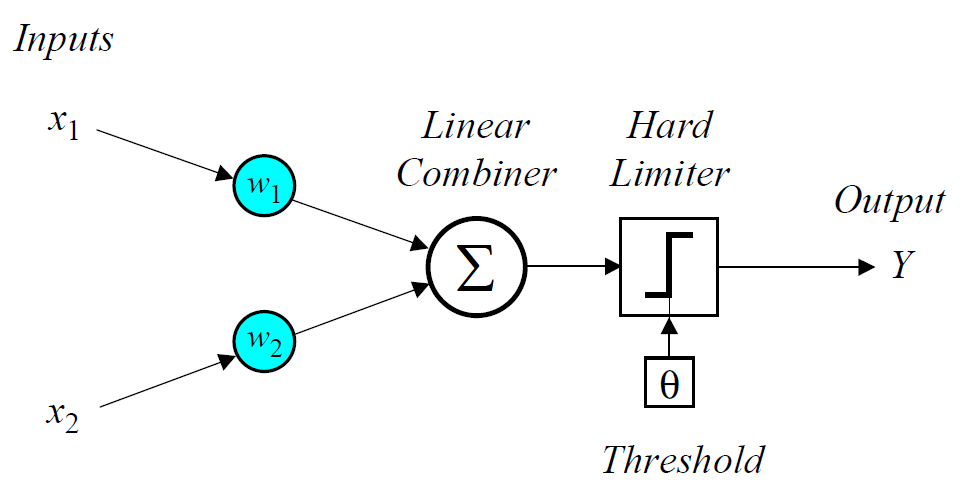 Inputs
x₁
w₁
w₂
x₂
Linear
Combiner
Σ
Hard
Limiter
θ
Threshold
Output
Y